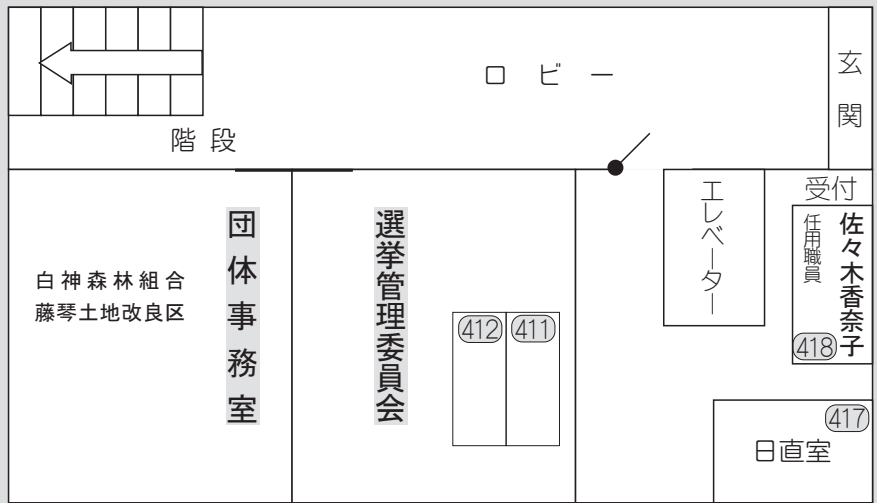 ロビー
玄関
階段
受付
佐々木香奈子
任用職員
418
エレベーター
選挙管理委員会
412
411
団体事務室
白神森林組合
藤琴土地改良区
417
日直室